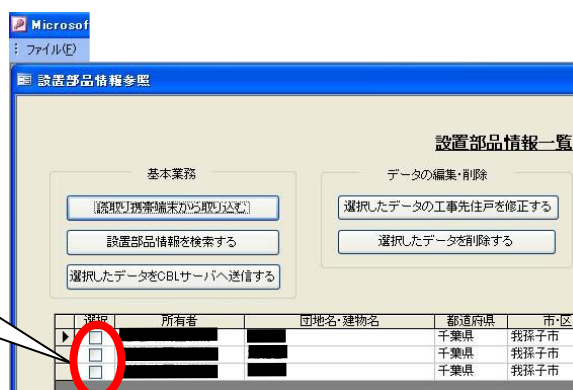 Microsof
ファイル(F)
設置部品情報参照
設置部品情報一覧
基本業務
データの編集・削除
読取り携帯端末から取り込む
選択したデータの工事先住戸を修正する
設置部品情報を検索する
選択したデータを削除する
選択したデータをCBLサーバへ送信する
選択 所有者 団地名・建物名 都道府県 市・区
千葉県 我孫子市
千葉県 我孫子市
千葉県 我孫子市